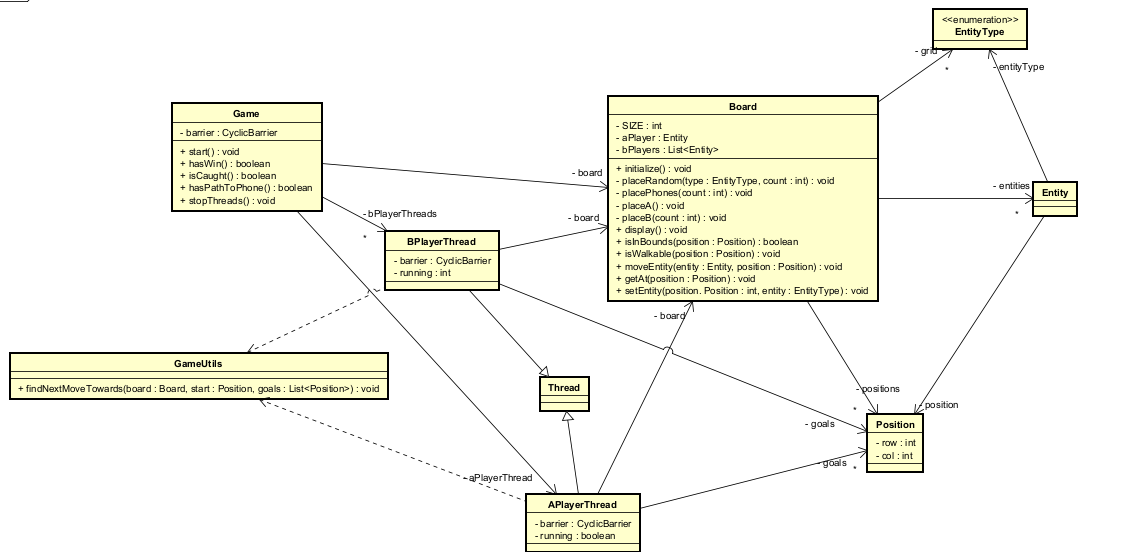 <<enumeration>>
EntityType
- grid
*
- entityType
Game
- barrier : CyclicBarrier
+ start() : void
+ hasWin() : boolean
+ isCaught() : boolean
+ hasPathToPhone() : boolean
+ stopThreads() : void
Board
- SIZE : int
- aPlayer : Entity
- bPlayers : List<Entity>
+ initialize() : void
- placeRandom(type : EntityType, count : int) : void
- placePhones(count : int) : void
- placeA() : void
- placeB(count : int) : void
+ display() : void
+ isInBounds(position : Position) : boolean
+ isWalkable(position : Position) : void
+ moveEntity(entity : Entity, position : Position) : void
+ getAt(position : Position) : void
+ setEntity(position. Position : int, entity : EntityType) : void
- board
- entities
*
Entity
- bPlayerThreads
*
- board
BPlayerThread
- barrier : CyclicBarrier
- running : int
- board
GameUtils
+ findNextMoveTowards(board : Board, start : Position, goals : List<Position>) : void
Thread
- positions
*
- position
- goals
Position
- row : int
- col : int
- goals
*
- aPlayerThread
APlayerThread
- barrier : CyclicBarrier
- running : boolean